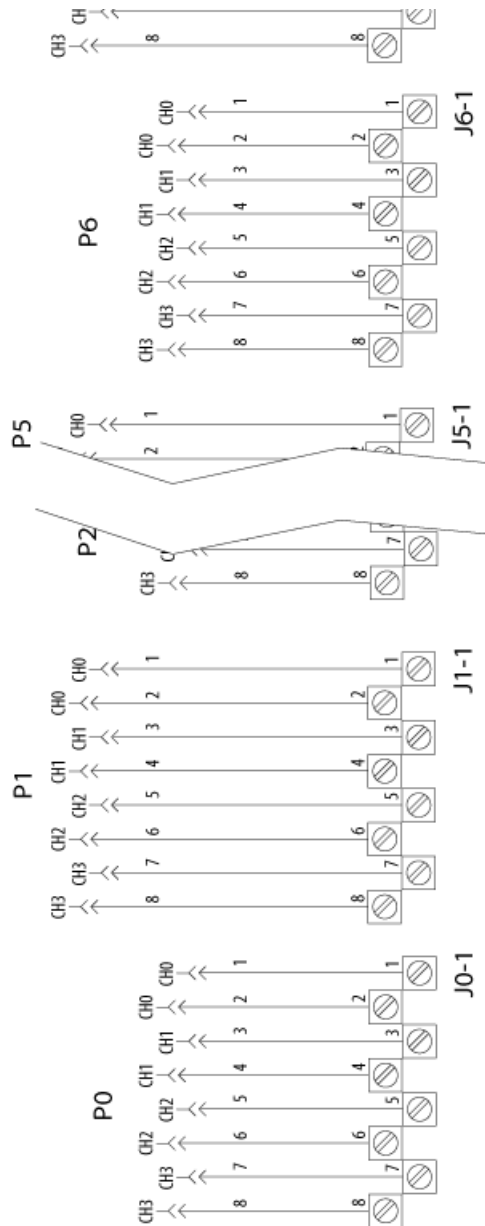 CH
CH3 8 8
P6
CH0 1 1
CH0 2 2
CH1 3 3
CH1 4 4
CH2 5 5
CH2 6 6
CH3 7 7
CH3 8 8
J6-1
P5
CH0 1 1
2
J5-1
P2
7
CH3 8 8
P1
CH0 1 1
CH0 2 2
CH1 3 3
CH1 4 4
CH2 5 5
CH2 6 6
CH3 7 7
CH3 8 8
J1-1
P0
CH0 1 1
CH0 2 2
CH1 3 3
CH1 4 4
CH2 5 5
CH2 6 6
CH3 7 7
CH3 8 8
J0-1